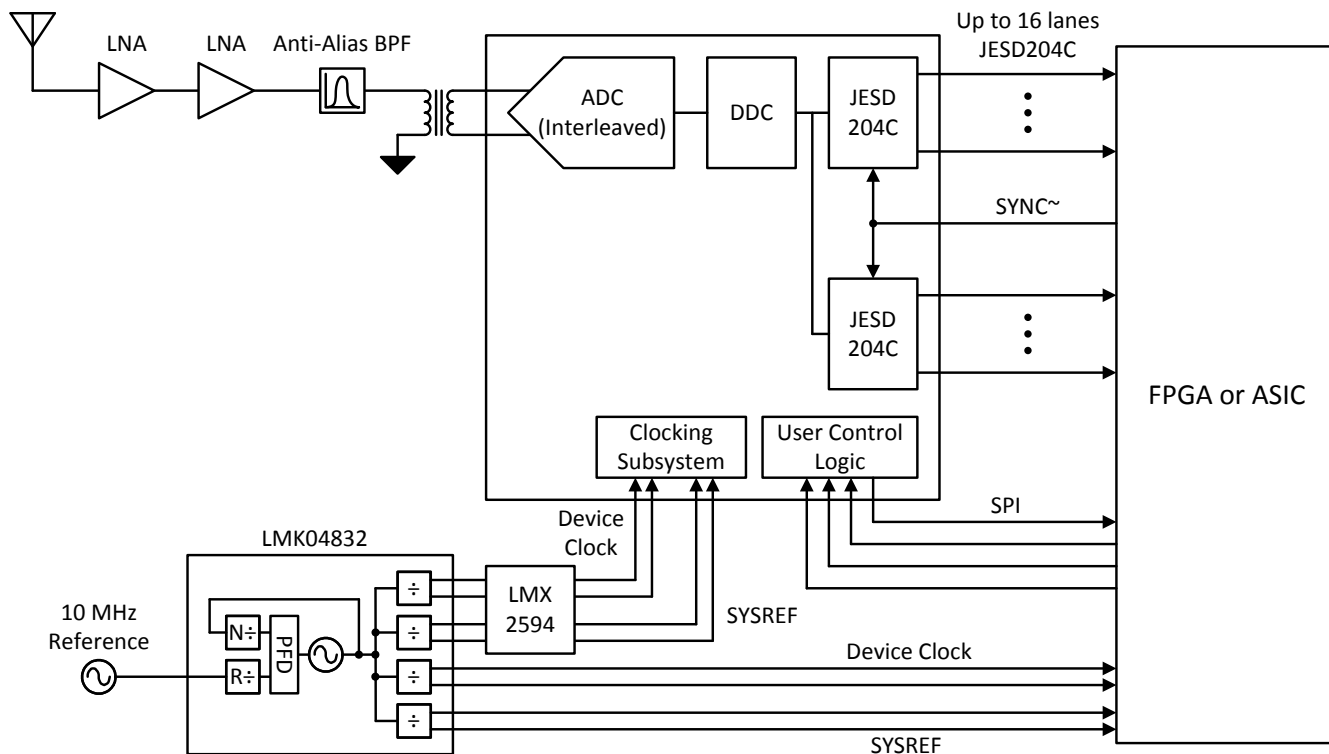 Up to 16 lanes
JESD204C
LNA
LNA
Anti-Alias BPF
ADC
(Interleaved)
DDC
JESD
204C
SYNC~
JESD
204C
FPGA or ASIC
Clocking
Subsystem
User Control
Logic
SPI
Device
Clock
LMK04832
÷
LMX
2594
SYSREF
10 MHz
Reference
N÷
PFD
R÷
÷
÷
Device Clock
÷
SYSREF